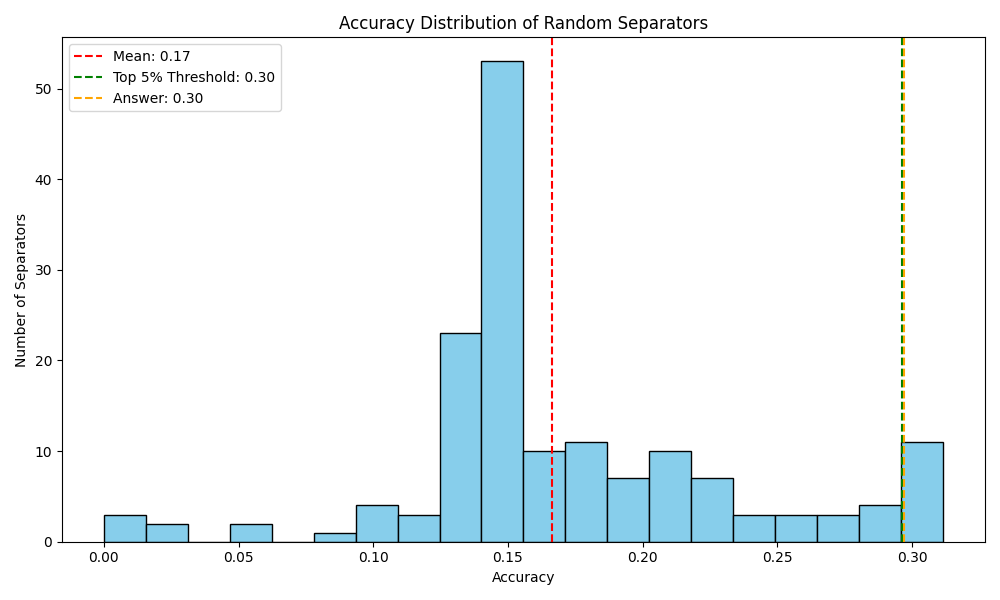 Accuracy Distribution of Random Separators
Mean: 0.17
Top 5% Threshold: 0.30
Answer: 0.30
Number of Separators
50
40
30
20
10
0
0.00 0.05 0.10 0.15 0.20 0.25 0.30
Accuracy